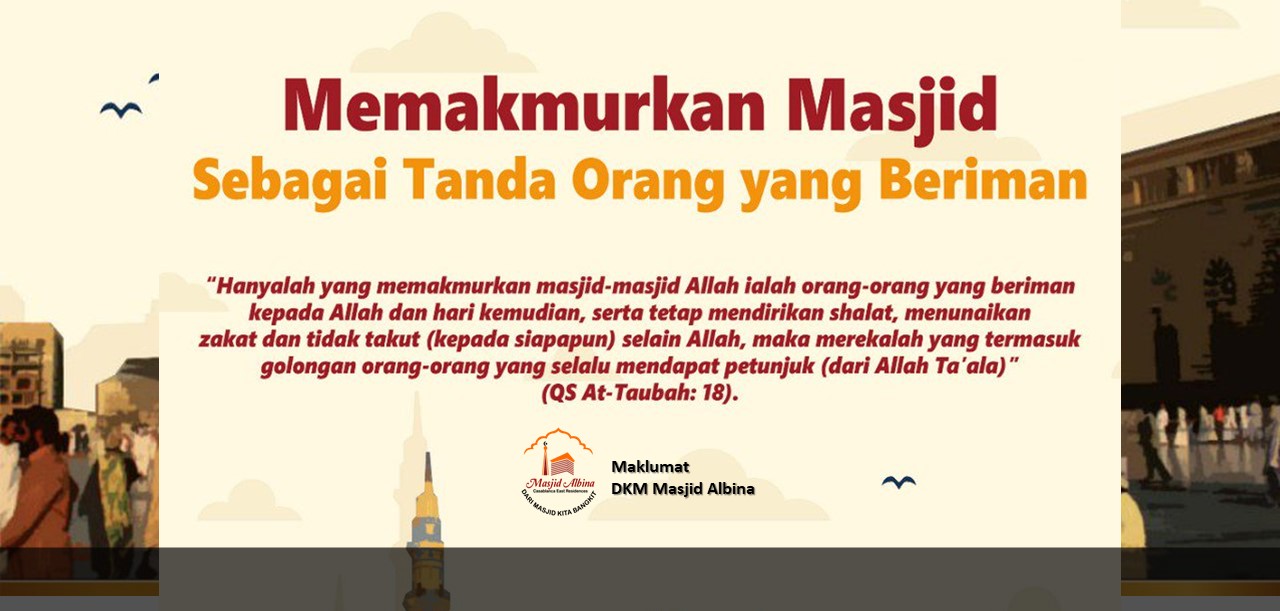 Memakmurkan Masjid
Sebagai Tanda Orang yang Beriman
“Hanyalah yang memakmurkan masjid-masjid Allah ialah orang-orang yang beriman
kepada Allah dan hari kemudian, serta tetap mendirikan shalat, menunaikan
zakat dan tidak takut (kepada siapapun) selain Allah, maka merekalah yang termasuk
golongan orang-orang yang selalu mendapat petunjuk (dari Allah Ta'ala)”
(QS At-Taubah: 18).
Masjid Albina
Casablanca East Residences
DARI MASJID KITA BANGKIT
Maklumat
DKM Masjid Albina